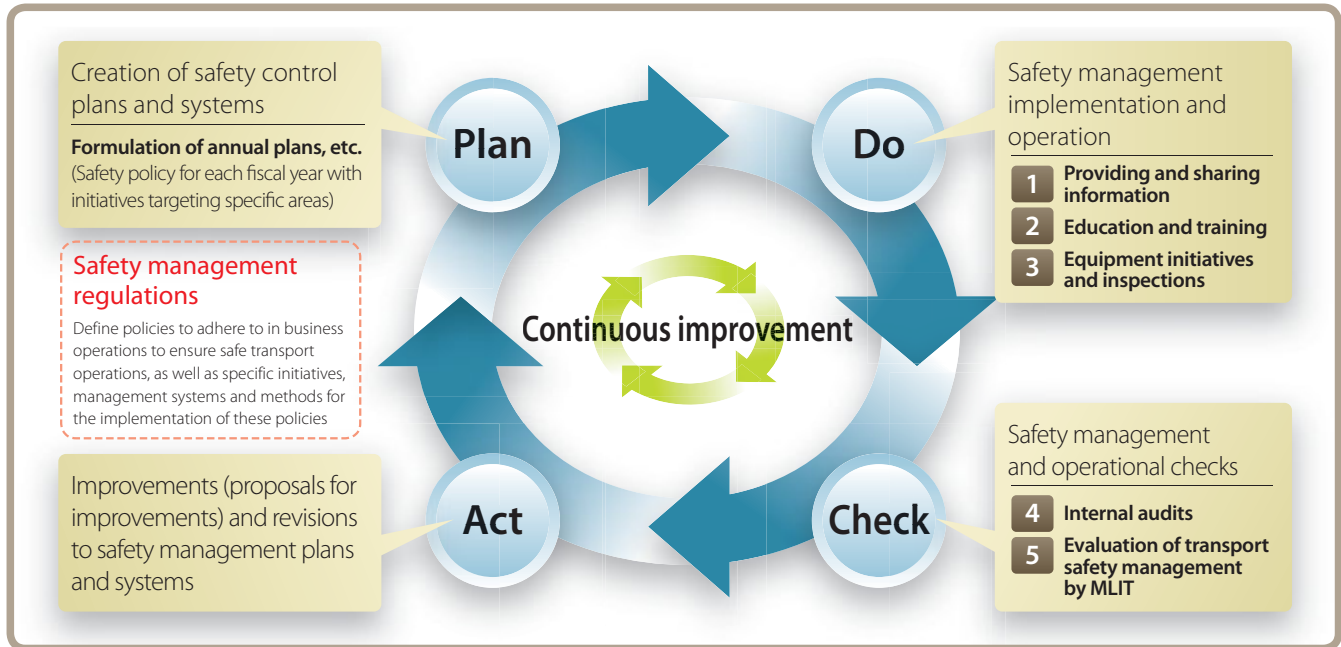 Creation of safety control
plans and systems
Formulation of annual plans, etc.
(Safety policy for each fiscal year with
initiatives targeting specific areas)
Plan
Do
Safety management
implementation and
operation
1 Providing and sharing
information
2 Education and training
3 Equipment initiatives
and inspections
Safety management
regulations
Define policies to adhere to in business
operations to ensure safe transport
operations, as well as specific initiatives,
management systems and methods for
the implementation of these policies
Continuous improvement
Improvements (proposals for
improvements) and revisions
to safety management plans
and systems
Act
Check
Safety management
and operational checks
4 Internal audits
5 Evaluation of transport
safety management
by MLIT